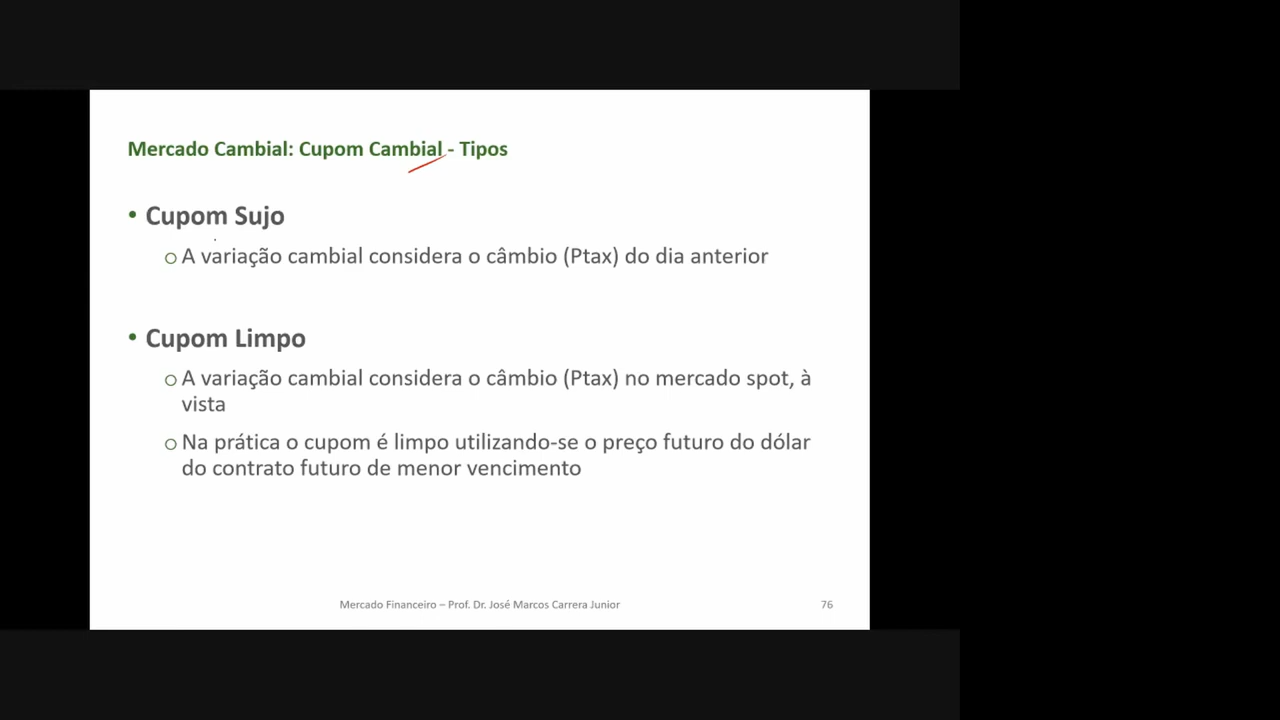 Mercado Cambial: Cupom Cambial - Tipos
• Cupom Sujo
o A variação cambial considera o câmbio (Ptax) do dia anterior
• Cupom Limpo
o A variação cambial considera o câmbio (Ptax) no mercado spot, à
vista
o Na prática o cupom é limpo utilizando-se o preço futuro do dólar
do contrato futuro de menor vencimento
Mercado Financeiro – Prof. Dr. José Marcos Carrera Junior
76